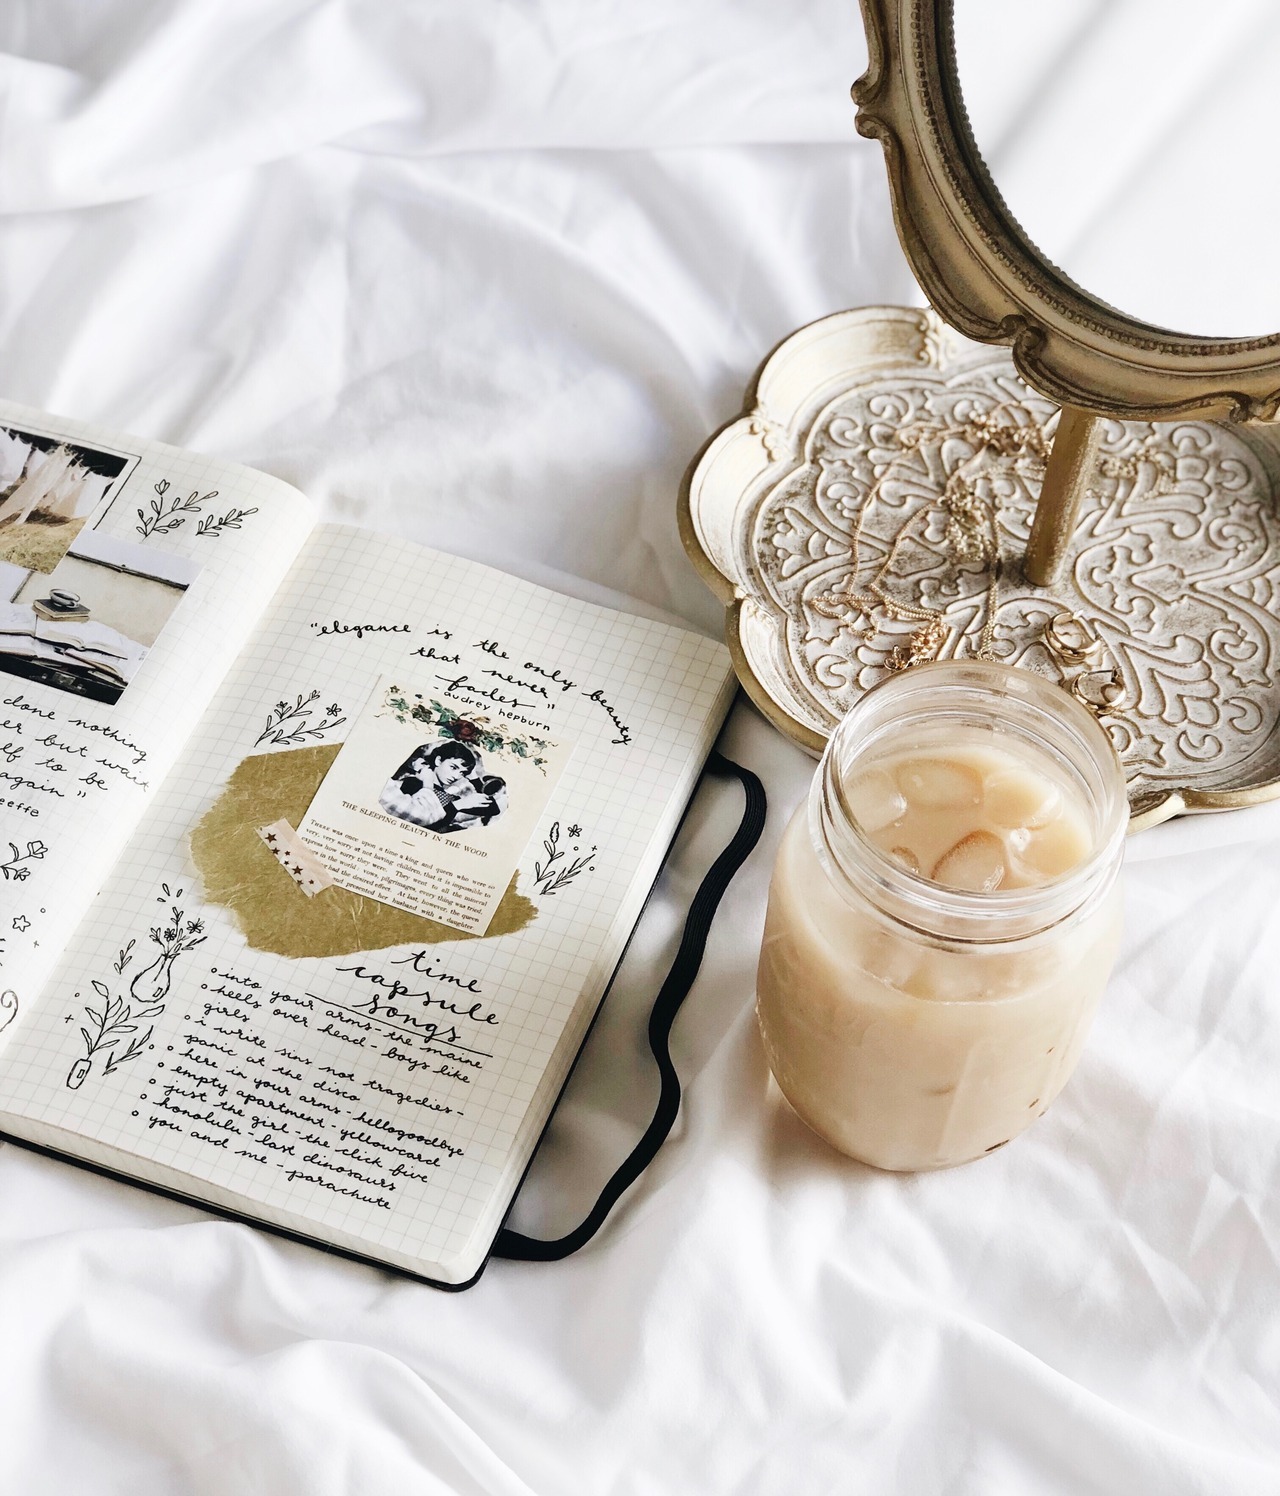 done nothing
er but wait
lf to be
again"
eeffe
"elegance is the only beauty
that never
fades"
-audrey hepburn
THE SLEEPING BEAUTY IN THE WOOD
There was once upon a time a king and queen who were so
very, very sorry at not having children, that it is impossible to
express how sorry they were. They went to all the mineral
in the world; vows, pilgrimages, every thing was tried,
had the desired effect. At last, however, the queen
and presented her husband with a daughter
time
capsule
songs
o into your arms - the maine
o heels over head - boys like
girls
o i write sins not tragedies -
panic at the disco
o here in your arms - hellogoodbye
o empty apartment - yellowcard
o just the girl - the click five
o honolulu - last dinosaurs
o you and me - parachute